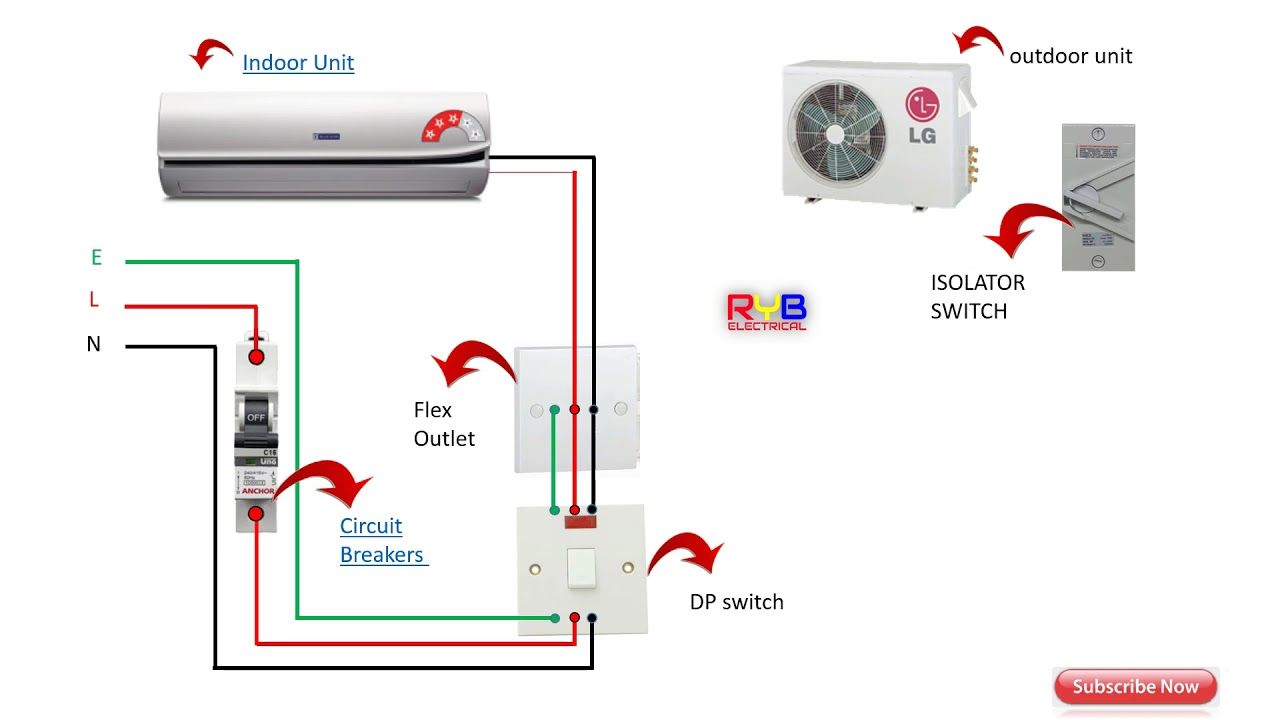 Indoor Unit
outdoor unit
LG
E
L
N
ISOLATOR
SWITCH
RYB
ELECTRICAL
OFF
C16
Uno
ANCHOR
Flex
Outlet
Circuit
Breakers
DP switch
Subscribe Now